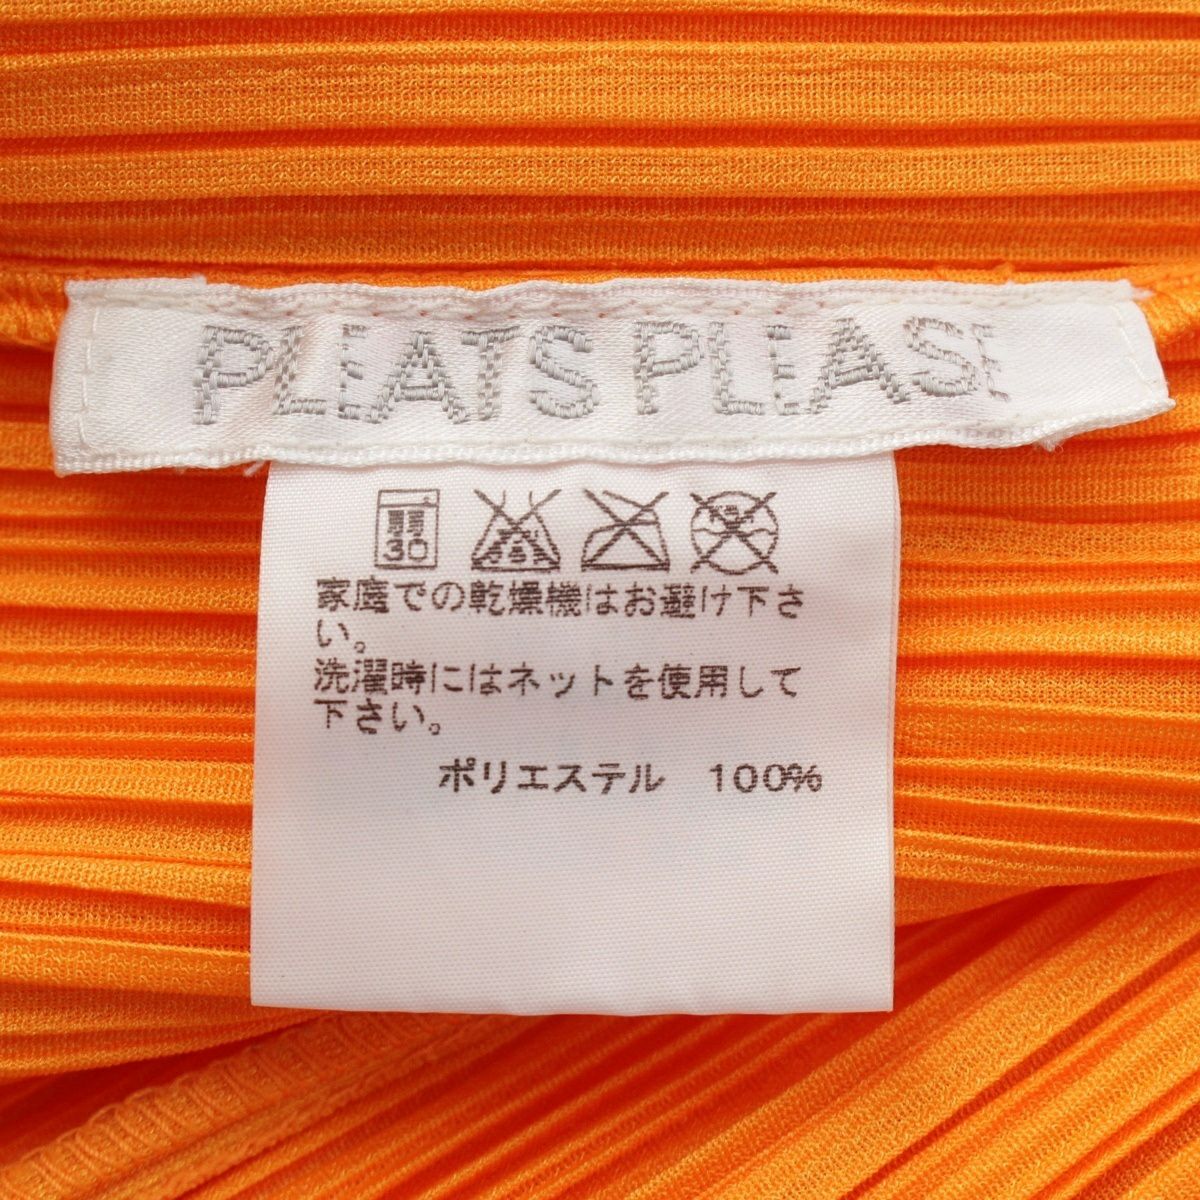 PLEATS PLEASE
弱
30
家庭での乾燥機はお避け下さ
い。
洗濯時にはネットを使用して
下さい。
ポリエステル　100%